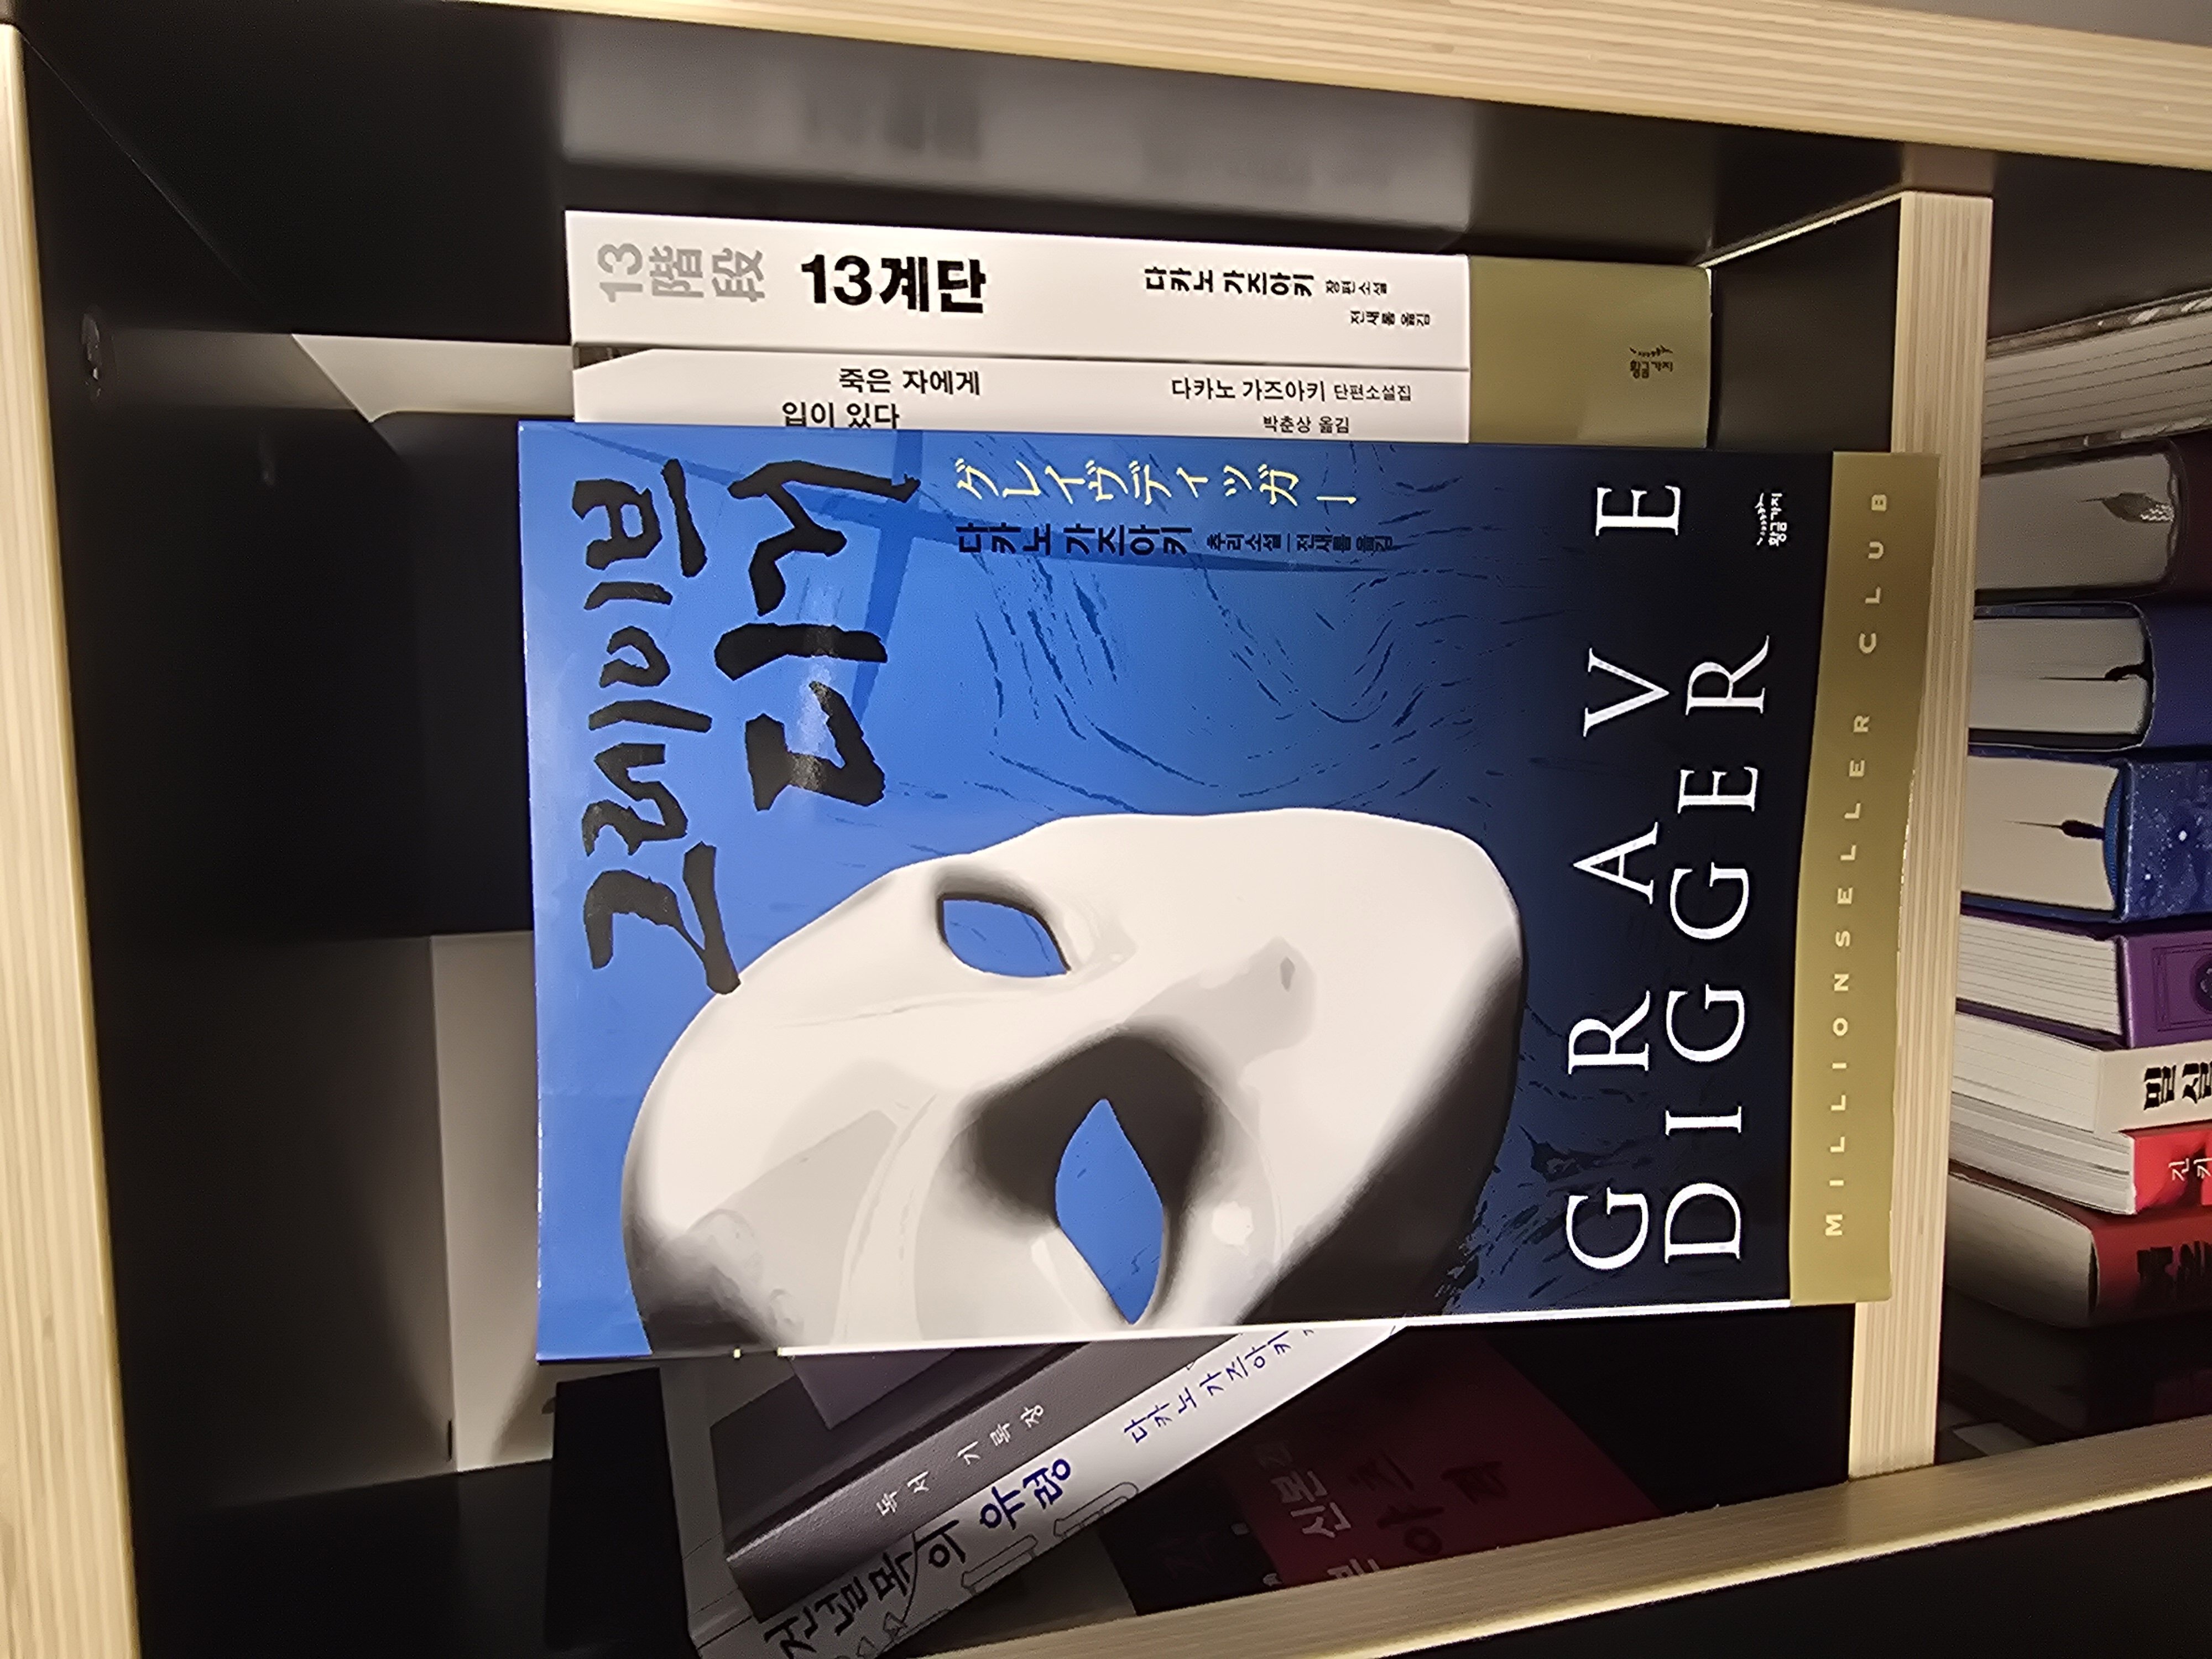 그레이브
디거
グレイヴディッガー
다카노 가즈아키 추리소설 | 전새롬 옮김
GRAVE
DIGGER
황금가지
MILLIONSELLER CLUB
죽은 자에게
입이 있다
다카노 가즈아키 단편소설집
박춘상 옮김
13階段 13계단
다카노 가즈아키 장편소설
전새롬 옮김
황금가지
독서 기록장
건널목의 유령
다카노 가즈아키